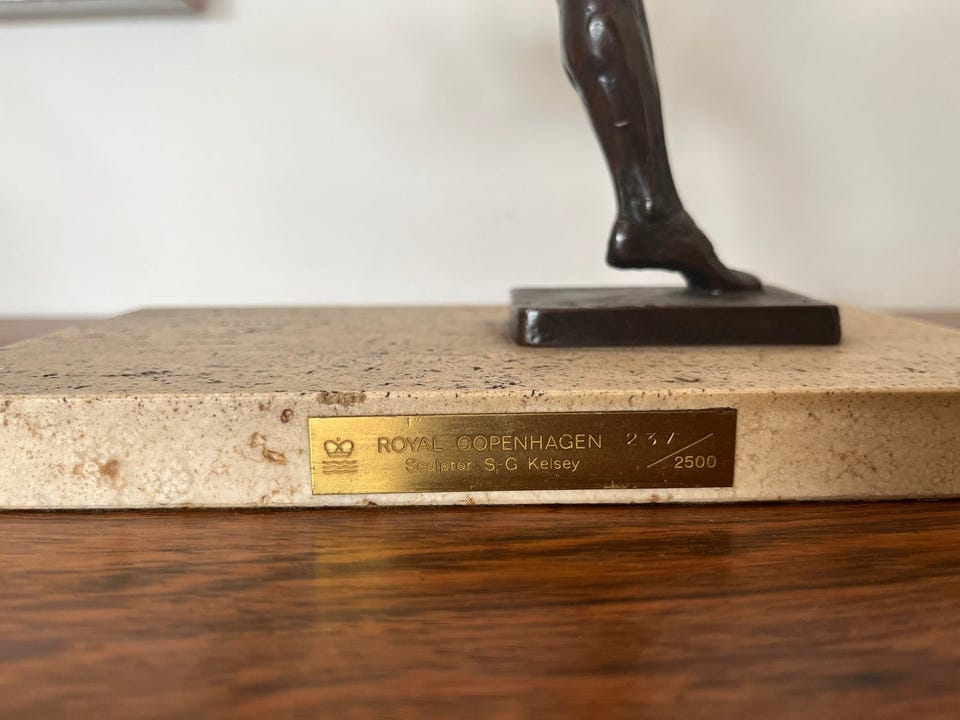 ROYAL COPENHAGEN 237/2500
Sculptor: S-G Kelsey